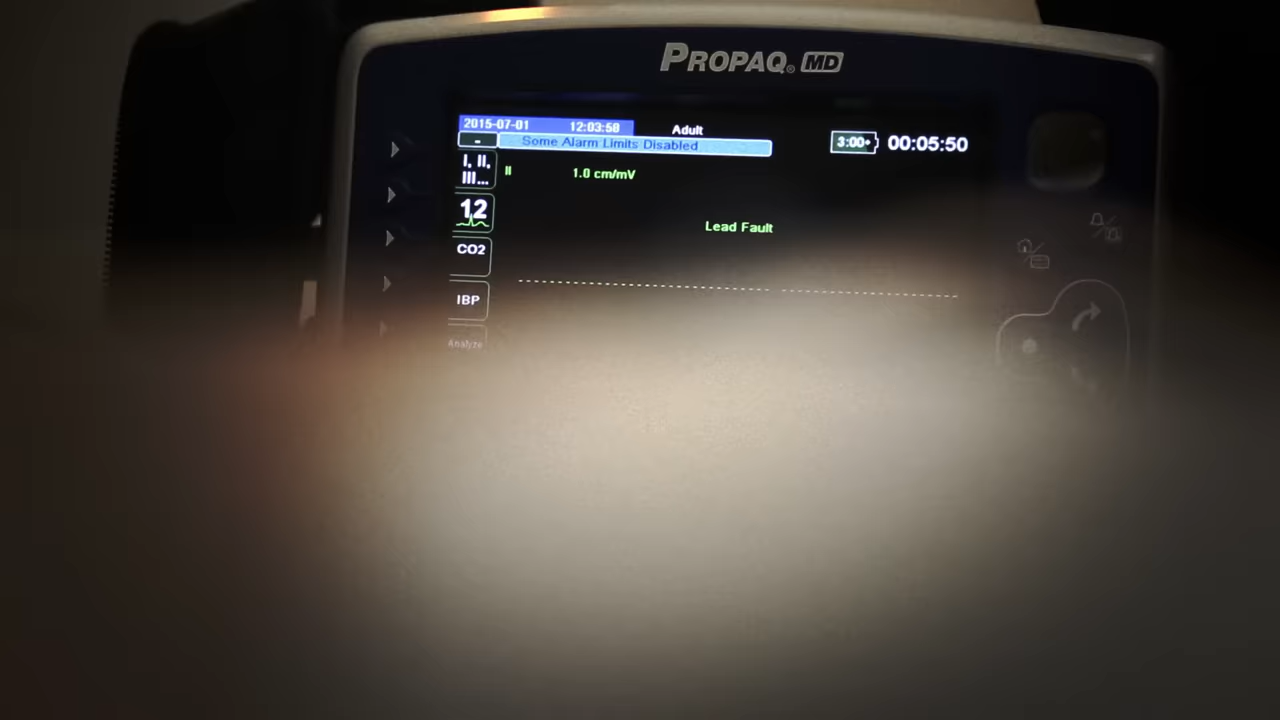 PROPAQ® MD
2015-07-01 12:03:50 Adult
- Some Alarm Limits Disabled 3:00+ 00:05:50
I, II,
III... II 1.0 cm/mV
12
Lead Fault
CO2
IBP
Analyze